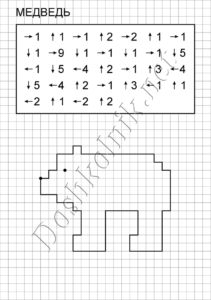 МЕДВЕДЬ
→1 ↑1 →1 ↑2 →2 ↑1 →1
↓1 →9 ↓1 →1 ↓1 →1 ↓5
←1 ↓5 ←4 ↑2 →1 ↑3 ←4
↓5 ←4 ↑2 →1 ↑3 ←1 ↑1
←2 ↑1 ←2 ↑2
Doshkolnik.net